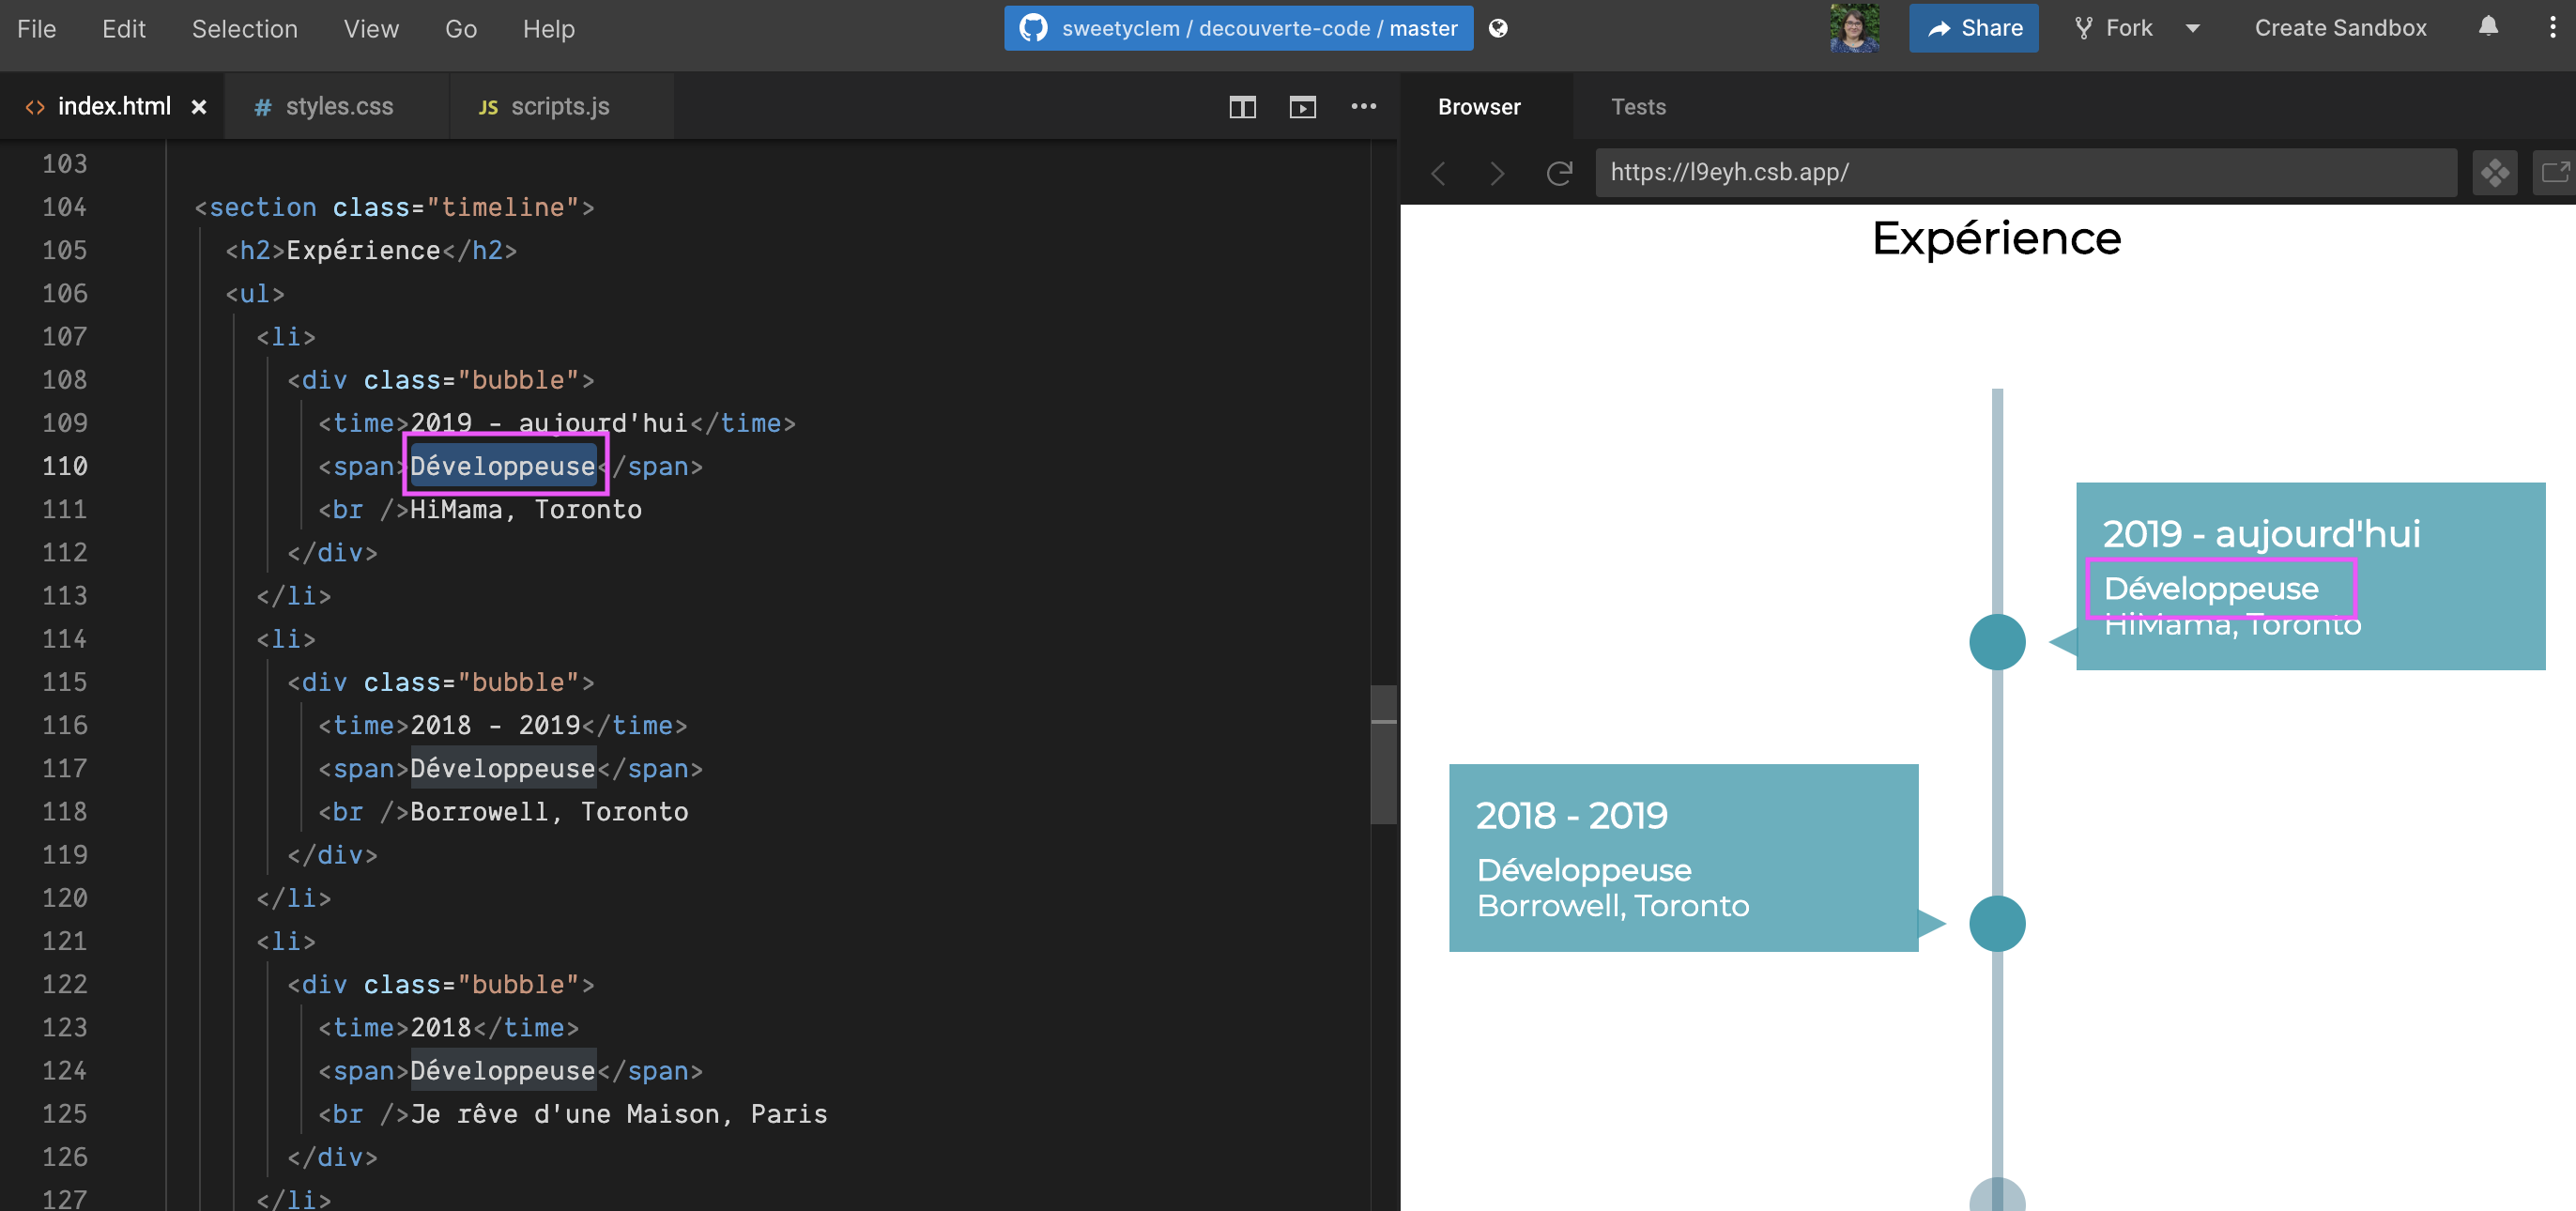 File Edit Selection View Go Help
sweetyclem / decouverte-code / master
Share Fork Create Sandbox
<> index.html × # styles.css JS scripts.js
103
104 <section class="timeline">
105 <h2>Expérience</h2>
106 <ul>
107 <li>
108 <div class="bubble">
109 <time>2019 - aujourd'hui</time>
110 <span>Développeuse</span>
111 <br />HiMama, Toronto
112 </div>
113 </li>
114 <li>
115 <div class="bubble">
116 <time>2018 - 2019</time>
117 <span>Développeuse</span>
118 <br />Borrowell, Toronto
119 </div>
120 </li>
121 <li>
122 <div class="bubble">
123 <time>2018</time>
124 <span>Développeuse</span>
125 <br />Je rêve d'une Maison, Paris
126 </div>
127 </li>
Browser Tests
https://l9eyh.csb.app/
Expérience
2019 - aujourd'hui
Développeuse
HiMama, Toronto
2018 - 2019
Développeuse
Borrowell, Toronto